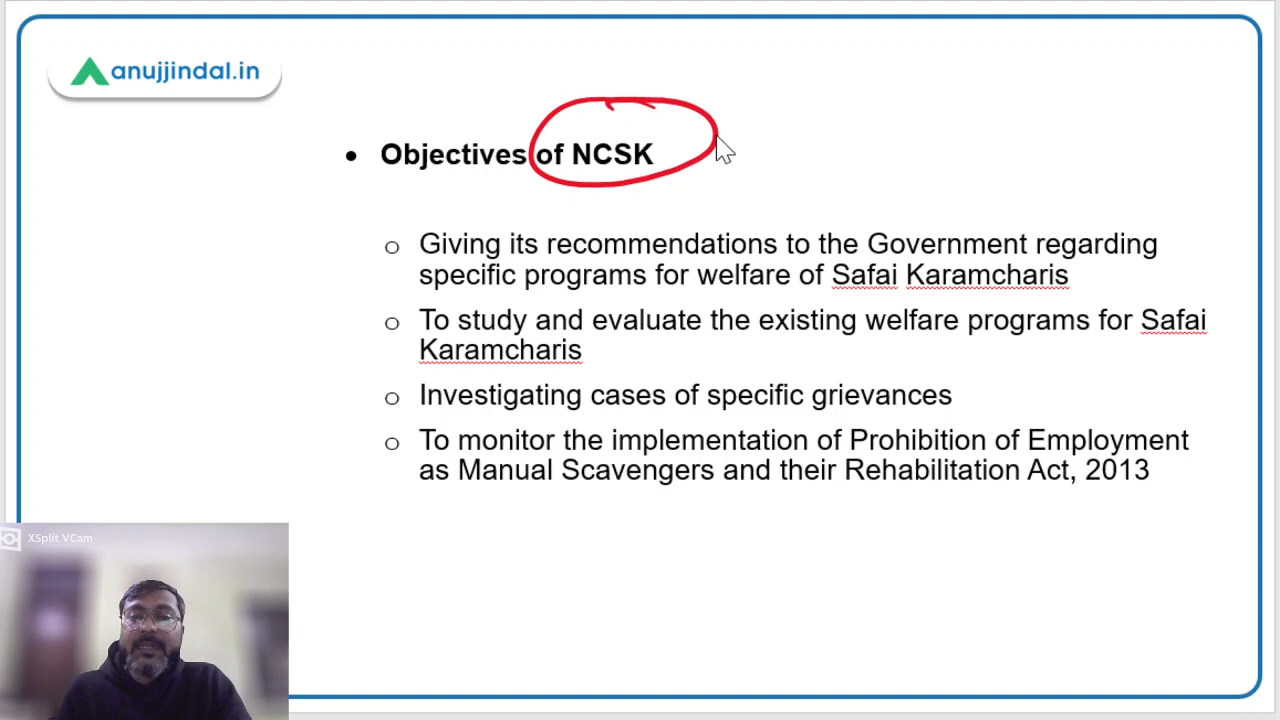 anujjindal.in
• Objectives of NCSK
o Giving its recommendations to the Government regarding
specific programs for welfare of Safai Karamcharis
o To study and evaluate the existing welfare programs for Safai
Karamcharis
o Investigating cases of specific grievances
o To monitor the implementation of Prohibition of Employment
as Manual Scavengers and their Rehabilitation Act, 2013
XSplit VCam